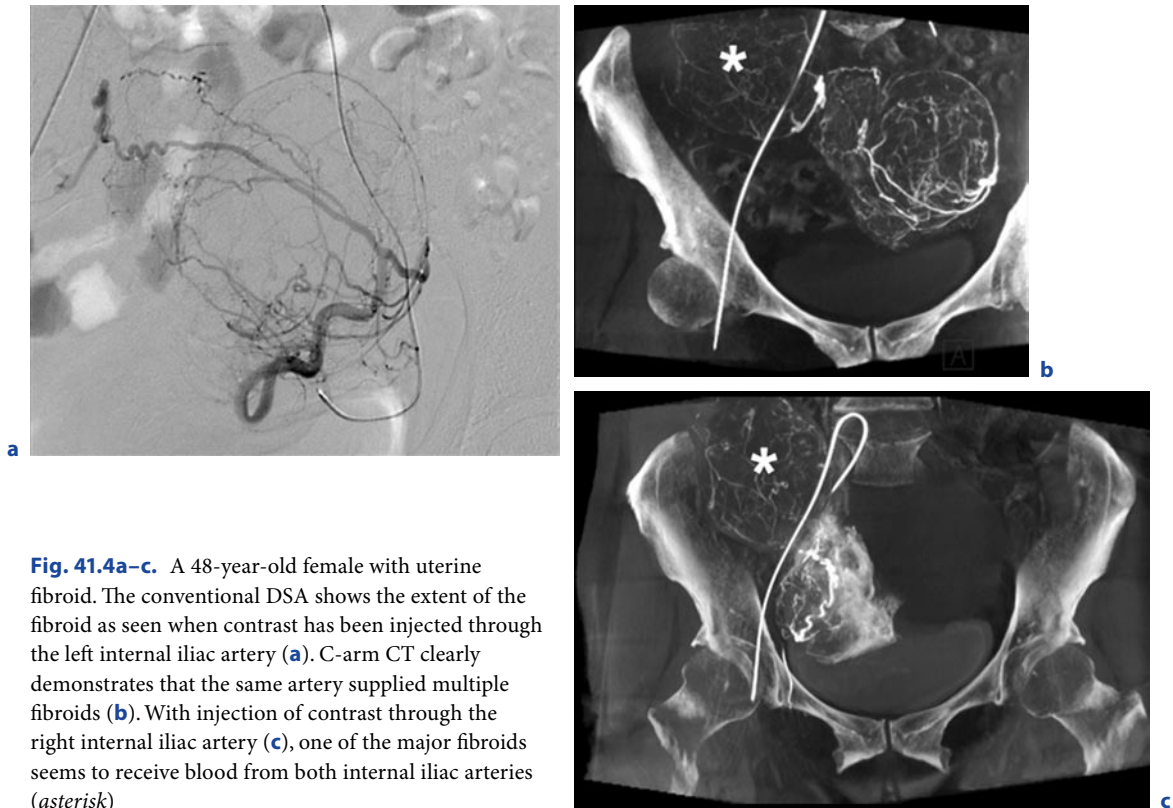 a
b
c
A
*
*
Fig. 41.4a–c. A 48-year-old female with uterine
fibroid. The conventional DSA shows the extent of the
fibroid as seen when contrast has been injected through
the left internal iliac artery (a). C-arm CT clearly
demonstrates that the same artery supplied multiple
fibroids (b). With injection of contrast through the
right internal iliac artery (c), one of the major fibroids
seems to receive blood from both internal iliac arteries
(asterisk)